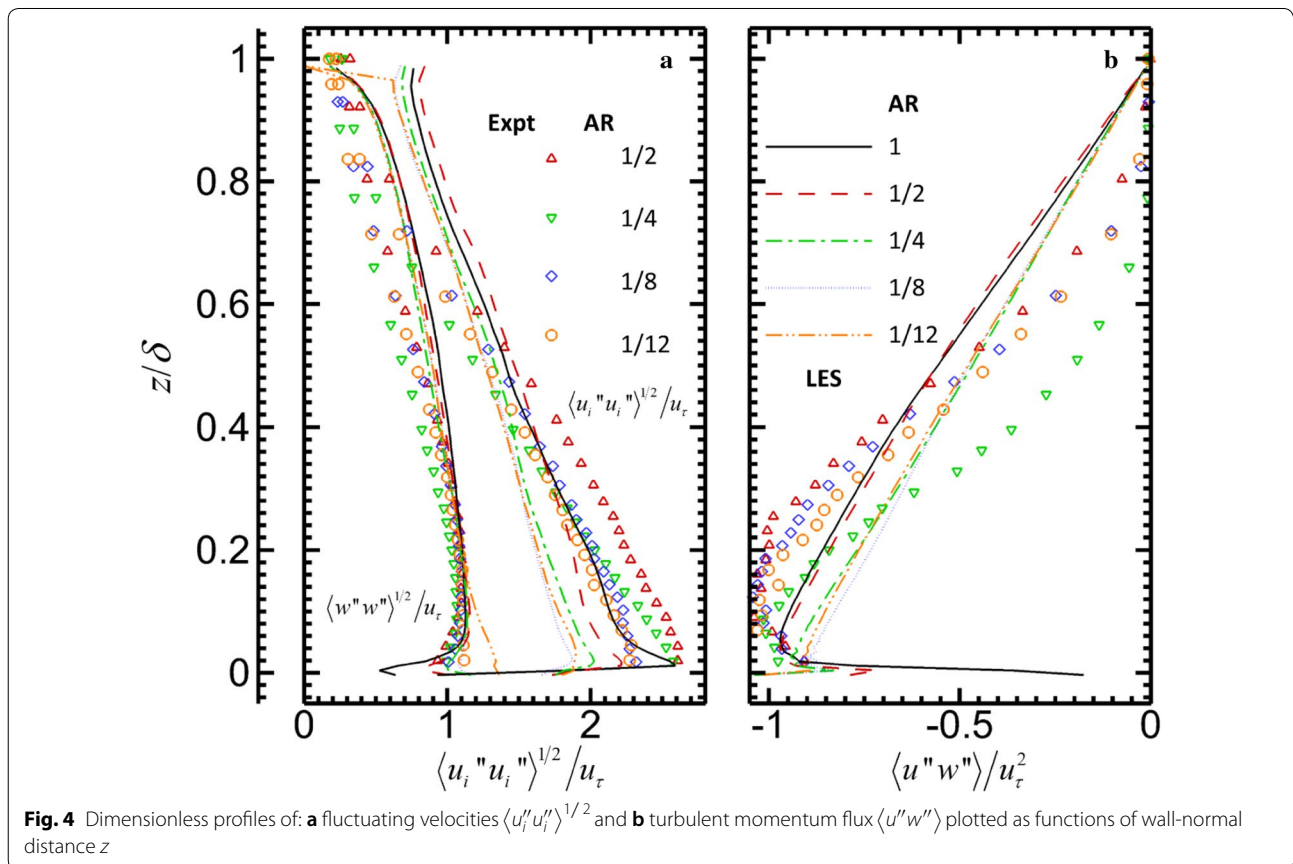 1
0.8
0.6
0.4
0.2
0
z/δ
a
Expt AR
1/2
1/4
1/8
1/12
⟨u_i"u_i"⟩^{1/2}/u_τ
⟨w"w"⟩^{1/2}/u_τ
0 1 2
⟨u_i"u_i"⟩^{1/2}/u_τ
b
AR
1
1/2
1/4
1/8
1/12
LES
-1 -0.5 0
⟨u"w"⟩/u_τ^2
Fig. 4 Dimensionless profiles of: a fluctuating velocities ⟨u_i''u_i''⟩^{1/2} and b turbulent momentum flux ⟨u''w''⟩ plotted as functions of wall-normal
distance z